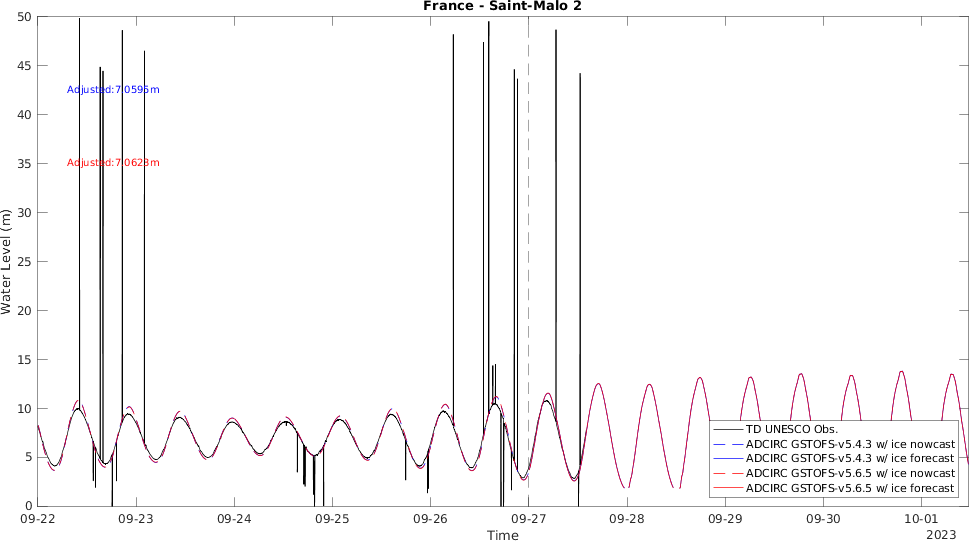 France - Saint-Malo 2
Water Level (m)
50
45
40
35
30
25
20
15
10
5
0
Adjusted:7.0595m
Adjusted:7.0623m
TD UNESCO Obs.
ADCIRC GSTOFS-v5.4.3 w/ ice nowcast
ADCIRC GSTOFS-v5.4.3 w/ ice forecast
ADCIRC GSTOFS-v5.6.5 w/ ice nowcast
ADCIRC GSTOFS-v5.6.5 w/ ice forecast
09-22 09-23 09-24 09-25 09-26 09-27 09-28 09-29 09-30 10-01
Time
2023